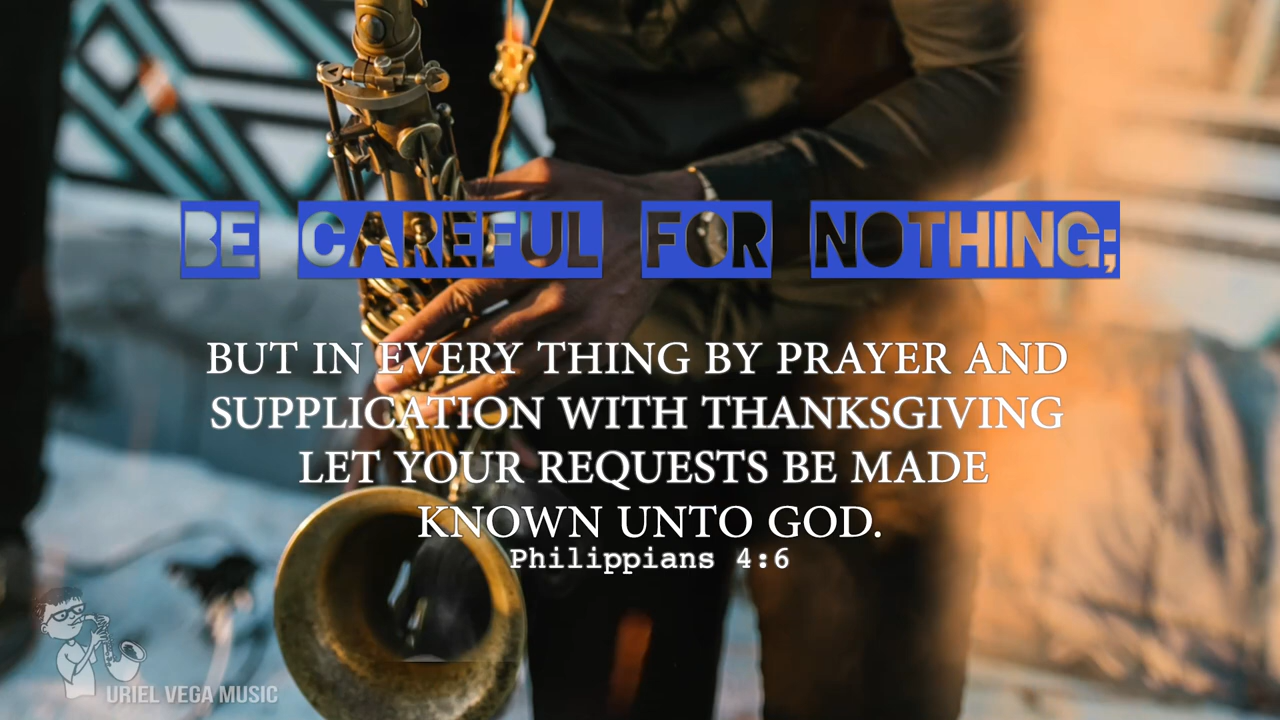 BE CAREFUL FOR NOTHING;
BUT IN EVERY THING BY PRAYER AND
SUPPLICATION WITH THANKSGIVING
LET YOUR REQUESTS BE MADE
KNOWN UNTO GOD.
Philippians 4:6
URIEL VEGA MUSIC